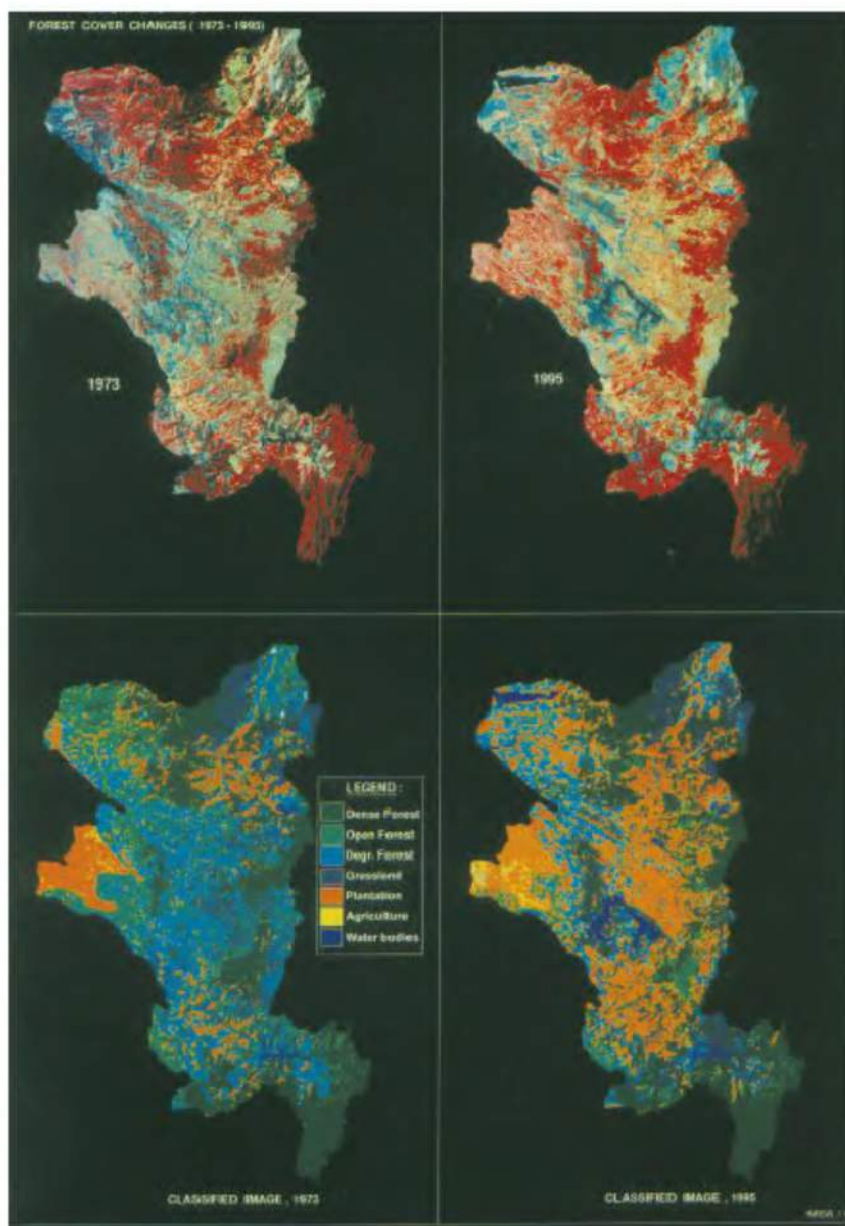 FOREST COVER CHANGES ( 1973 - 1995)
1973
1995
LEGEND :
Dense Forest
Open Forest
Degr. Forest
Grassland
Plantation
Agriculture
Water bodies
CLASSIFIED IMAGE , 1973
CLASSIFIED IMAGE , 1995